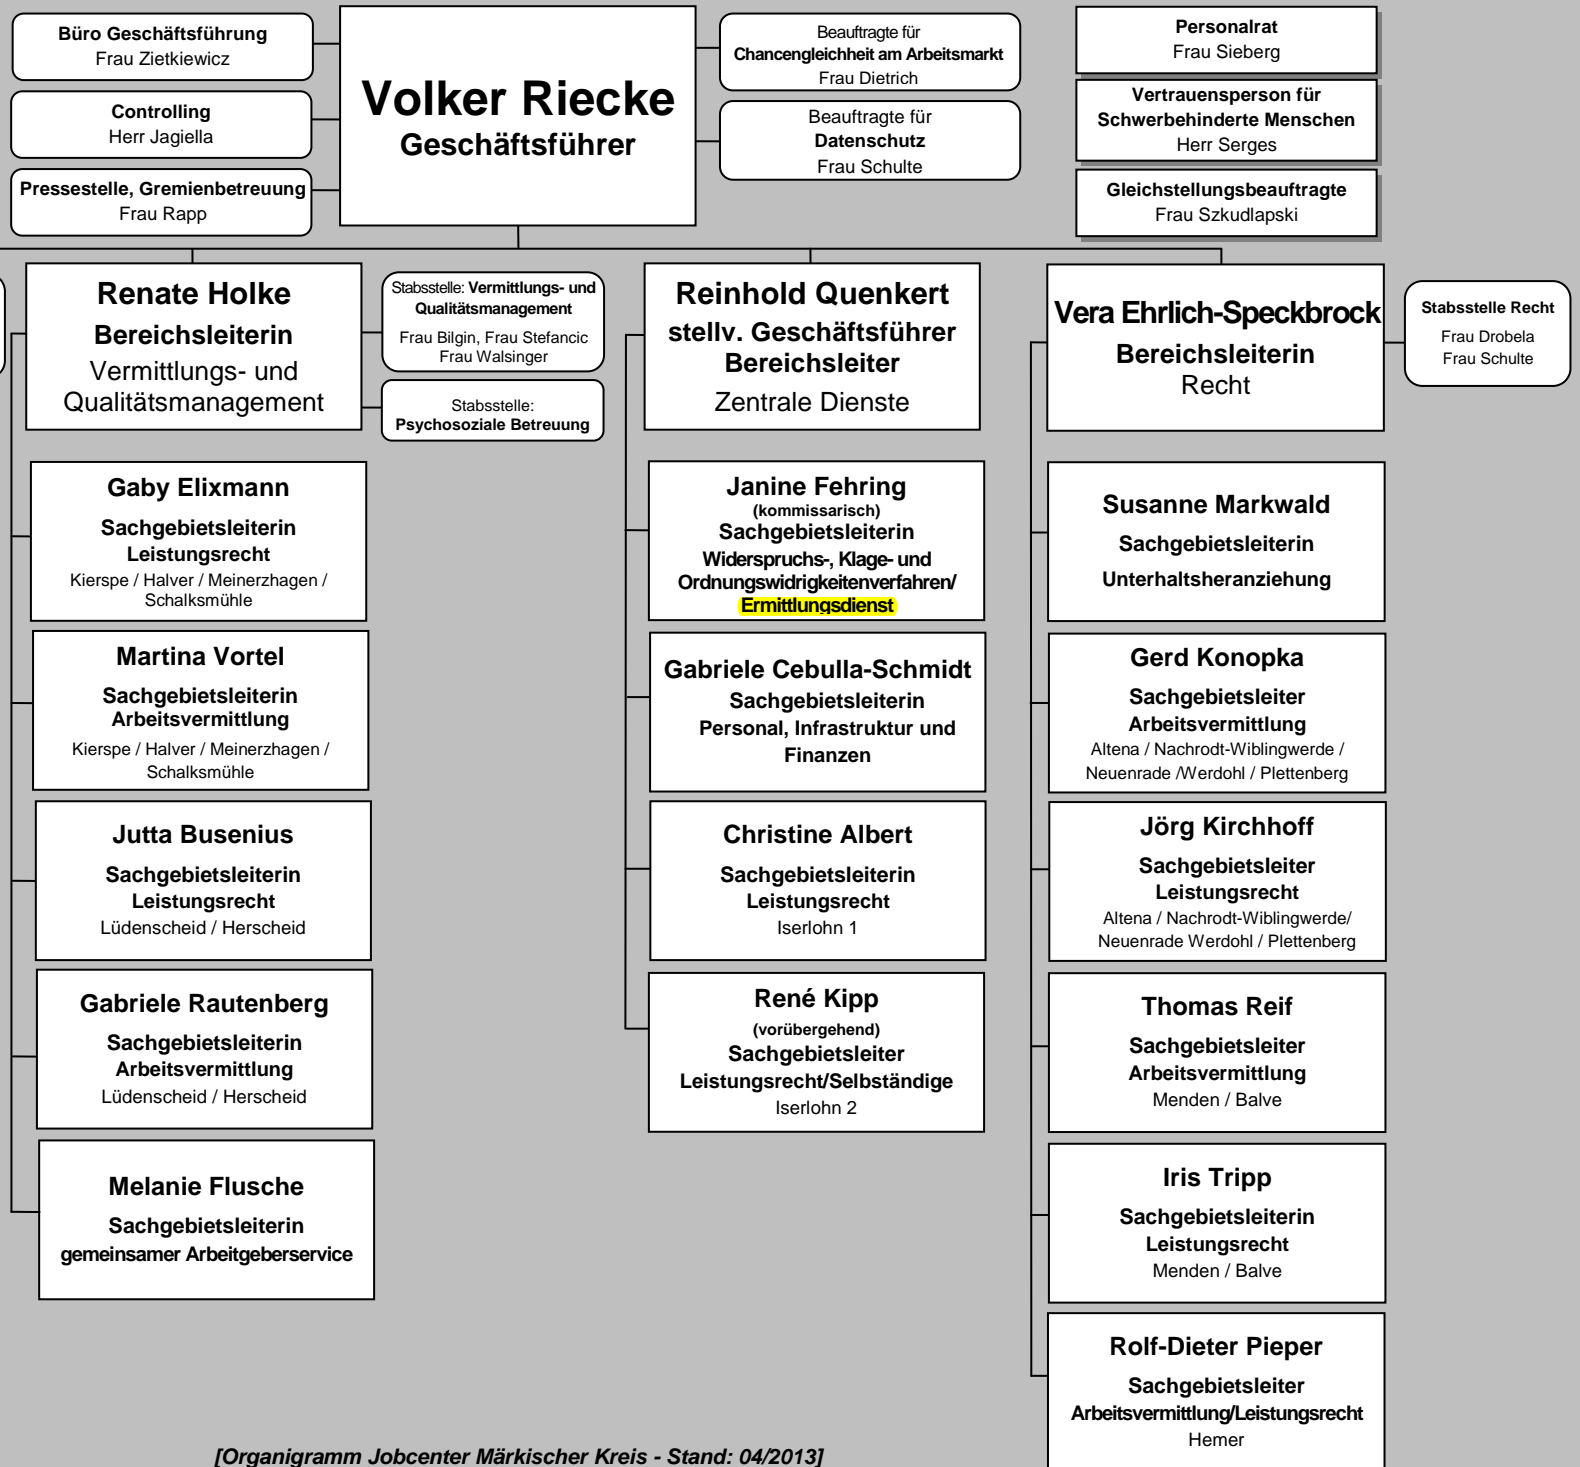 Büro Geschäftsführung
Frau Zietkiewicz
Controlling
Herr Jagiella
Pressestelle, Gremienbetreuung
Frau Rapp
Volker Riecke
Geschäftsführer
Beauftragte für
Chancengleichheit am Arbeitsmarkt
Frau Dietrich
Beauftragte für
Datenschutz
Frau Schulte
Personalrat
Frau Sieberg
Vertrauensperson für
Schwerbehinderte Menschen
Herr Serges
Gleichstellungsbeauftragte
Frau Szkudlapski
Renate Holke
Bereichsleiterin
Vermittlungs- und
Qualitätsmanagement
Stabsstelle: Vermittlungs- und
Qualitätsmanagement
Frau Bilgin, Frau Stefancic
Frau Walsinger
Stabsstelle:
Psychosoziale Betreuung
Gaby Elixmann
Sachgebietsleiterin
Leistungsrecht
Kierspe / Halver / Meinerzhagen /
Schalksmühle
Martina Vortel
Sachgebietsleiterin
Arbeitsvermittlung
Kierspe / Halver / Meinerzhagen /
Schalksmühle
Jutta Busenius
Sachgebietsleiterin
Leistungsrecht
Lüdenscheid / Herscheid
Gabriele Rautenberg
Sachgebietsleiterin
Arbeitsvermittlung
Lüdenscheid / Herscheid
Melanie Flusche
Sachgebietsleiterin
gemeinsamer Arbeitgeberservice
Reinhold Quenkert
stellv. Geschäftsführer
Bereichsleiter
Zentrale Dienste
Janine Fehring
(kommissarisch)
Sachgebietsleiterin
Widerspruchs-, Klage- und
Ordnungswidrigkeitenverfahren/
Ermittlungsdienst
Gabriele Cebulla-Schmidt
Sachgebietsleiterin
Personal, Infrastruktur und
Finanzen
Christine Albert
Sachgebietsleiterin
Leistungsrecht
Iserlohn 1
René Kipp
(vorübergehend)
Sachgebietsleiter
Leistungsrecht/Selbständige
Iserlohn 2
Vera Ehrlich-Speckbrock
Bereichsleiterin
Recht
Stabsstelle Recht
Frau Drobela
Frau Schulte
Susanne Markwald
Sachgebietsleiterin
Unterhaltsheranziehung
Gerd Konopka
Sachgebietsleiter
Arbeitsvermittlung
Altena / Nachrodt-Wiblingwerde /
Neuenrade /Werdohl / Plettenberg
Jörg Kirchhoff
Sachgebietsleiter
Leistungsrecht
Altena / Nachrodt-Wiblingwerde/
Neuenrade Werdohl / Plettenberg
Thomas Reif
Sachgebietsleiter
Arbeitsvermittlung
Menden / Balve
Iris Tripp
Sachgebietsleiterin
Leistungsrecht
Menden / Balve
Rolf-Dieter Pieper
Sachgebietsleiter
Arbeitsvermittlung/Leistungsrecht
Hemer
[Organigramm Jobcenter Märkischer Kreis - Stand: 04/2013]